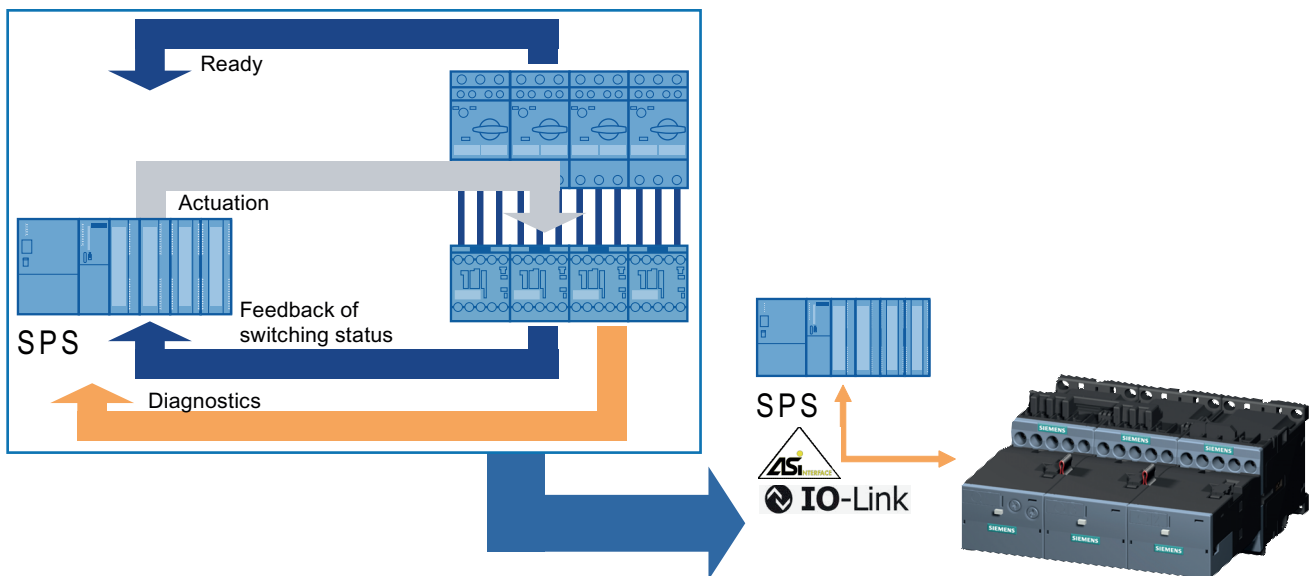 Ready
Actuation
SPS
Feedback of
switching status
Diagnostics
SPS
ASi
INTERFACE
IO-Link
SIEMENS
SIEMENS
SIEMENS
SIEMENS
SIEMENS
SIEMENS